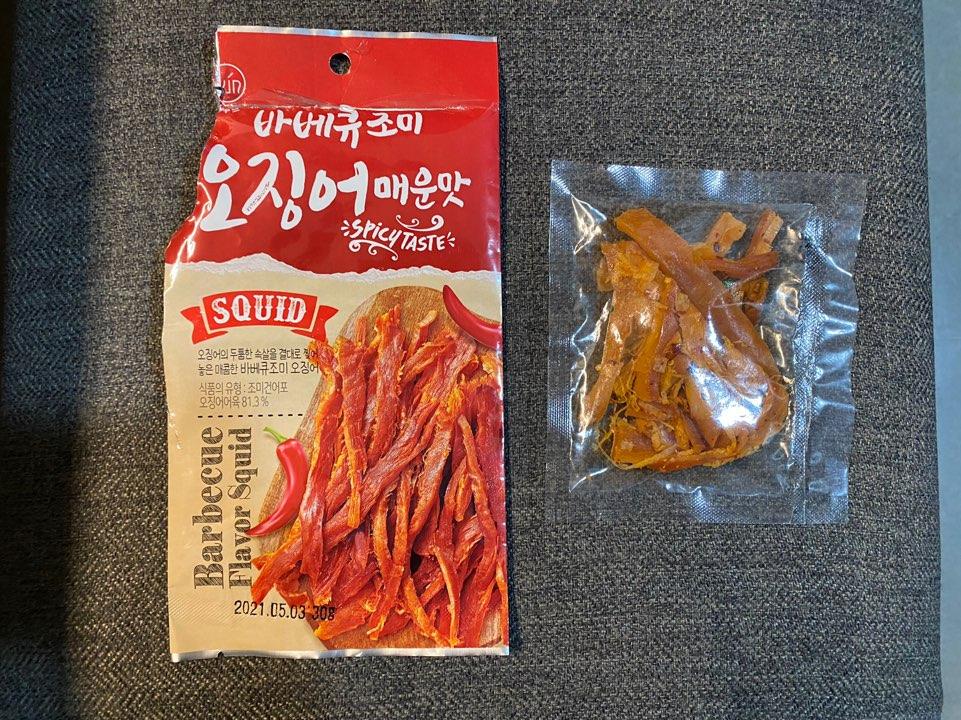 바베큐 조미
오징어 매운맛
SPICY TASTE
SQUID
오징어의 두툼한 속살을 결대로 찢어
놓은 매콤한 바베큐조미 오징어
식품의 유형 : 조미건어포
오징어어육 81.3 %
Barbecue
Flavor Squid
2021.05.03 30g